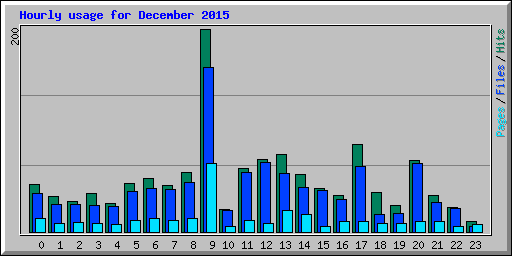 Hourly usage for December 2015
200
Pages/Files/Hits
0 1 2 3 4 5 6 7 8 9 10 11 12 13 14 15 16 17 18 19 20 21 22 23